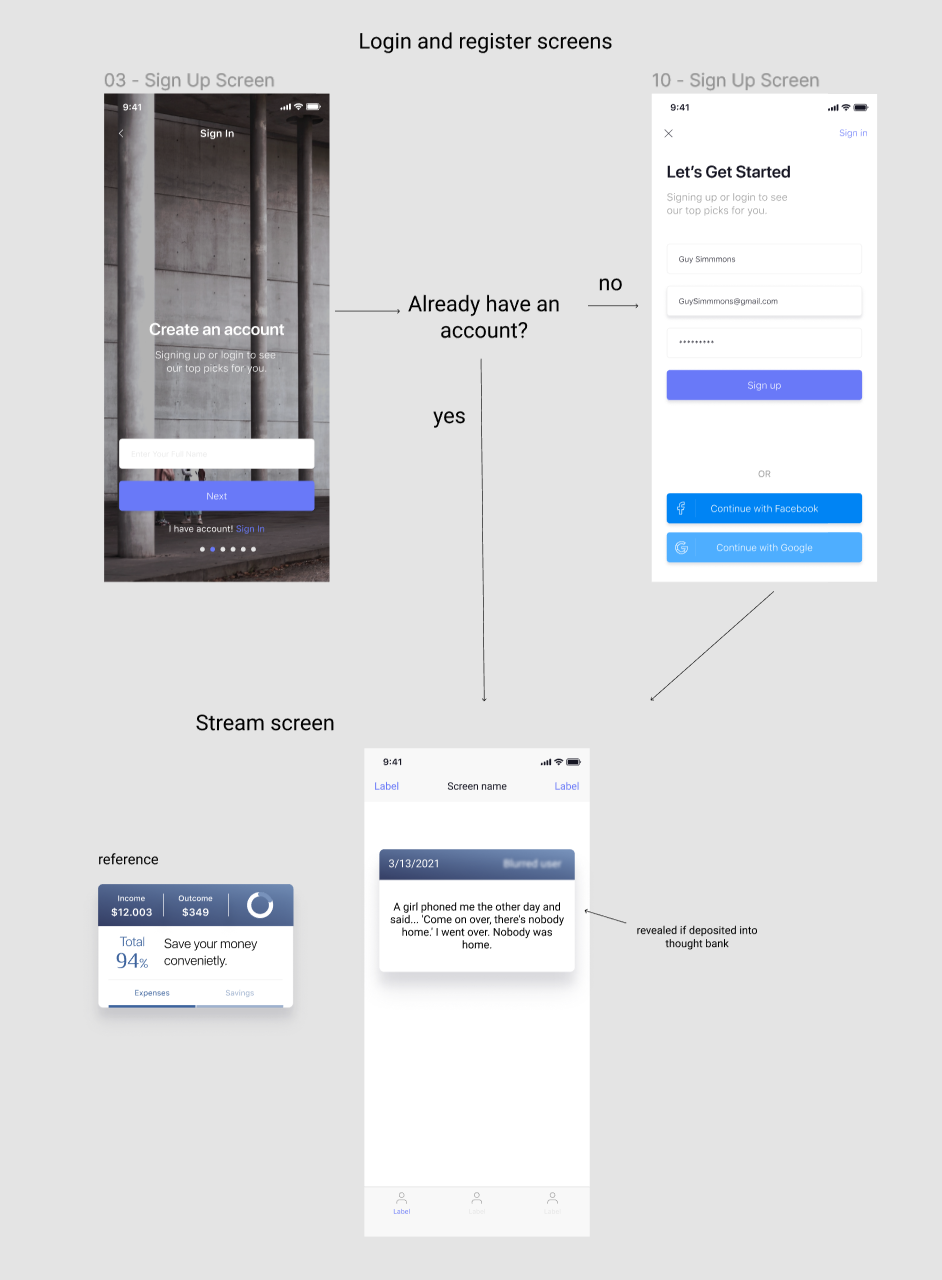 Login and register screens
03 - Sign Up Screen
9:41
Sign In
Create an account
Signing up or login to see
our top picks for you.
Enter Your Full Name
Next
I have account! Sign In
Already have an
account?
no
yes
10 - Sign Up Screen
9:41
Sign in
Let's Get Started
Signing up or login to see
our top picks for you.
Guy Simmmons
GuySimmmons@gmail.com
*********
Sign up
OR
Continue with Facebook
Continue with Google
Stream screen
9:41
Label
Screen name
Label
3/13/2021
Blurred user
A girl phoned me the other day and
said... 'Come on over, there's nobody
home.' I went over. Nobody was
home.
revealed if deposited into
thought bank
Label
Label
Label
reference
Income
$12.003
Outcome
$349
Total
94%
Save your money
convenietly.
Expenses
Savings